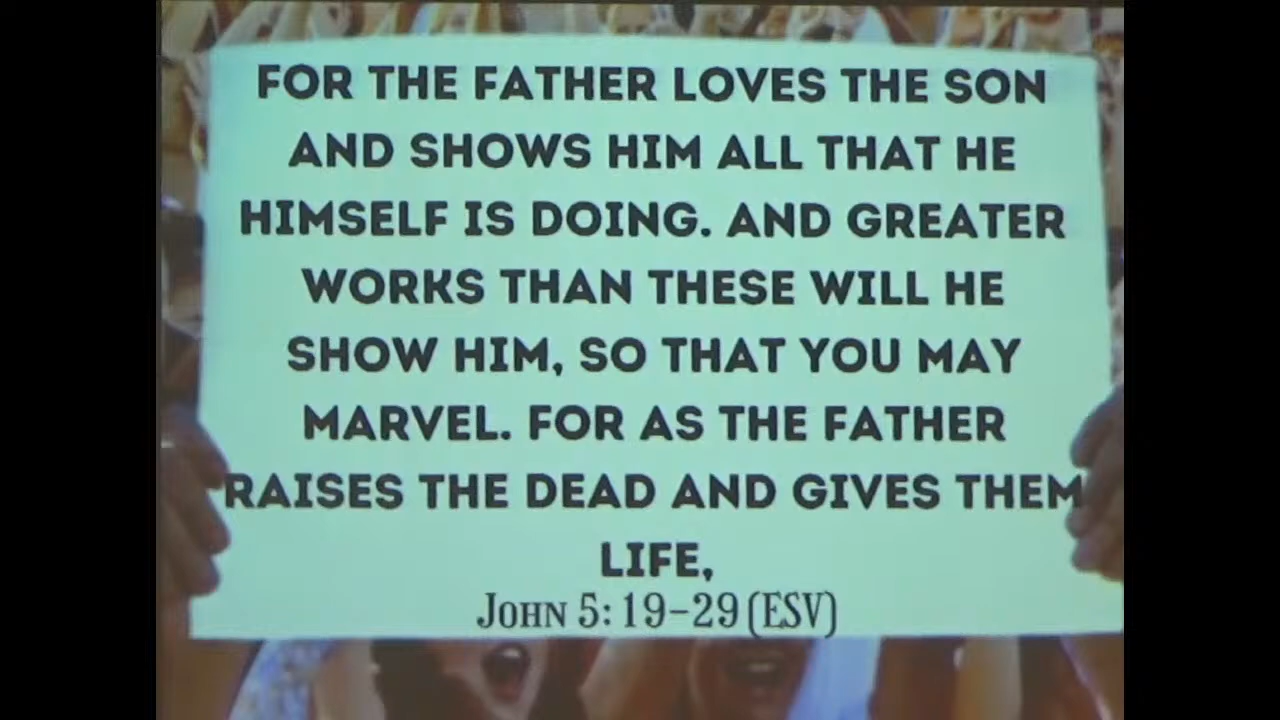 FOR THE FATHER LOVES THE SON
AND SHOWS HIM ALL THAT HE
HIMSELF IS DOING. AND GREATER
WORKS THAN THESE WILL HE
SHOW HIM, SO THAT YOU MAY
MARVEL. FOR AS THE FATHER
RAISES THE DEAD AND GIVES THEM
LIFE,
JOHN 5:19-29 (ESV)